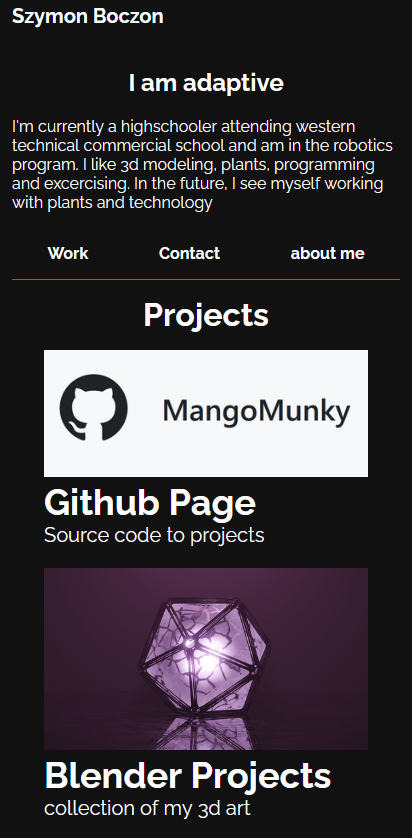 Szymon Boczon
I am adaptive
I'm currently a highschooler attending western
technical commercial school and am in the robotics
program. I like 3d modeling, plants, programming
and excercising. In the future, I see myself working
with plants and technology
Work Contact about me
Projects
MangoMunky
Github Page
Source code to projects
Blender Projects
collection of my 3d art